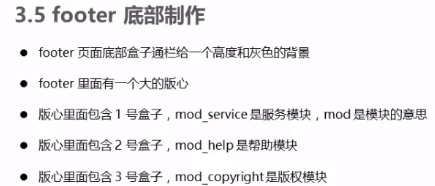 3.5 footer 底部制作
● footer 页面底部盒子通栏给一个高度和灰色的背景
● footer 里面有一个大的版心
● 版心里面包含 1 号盒子，mod_service 是服务模块，mod 是模块的意思
● 版心里面包含 2 号盒子，mod_help 是帮助模块
● 版心里面包含 3 号盒子，mod_copyright 是版权模块